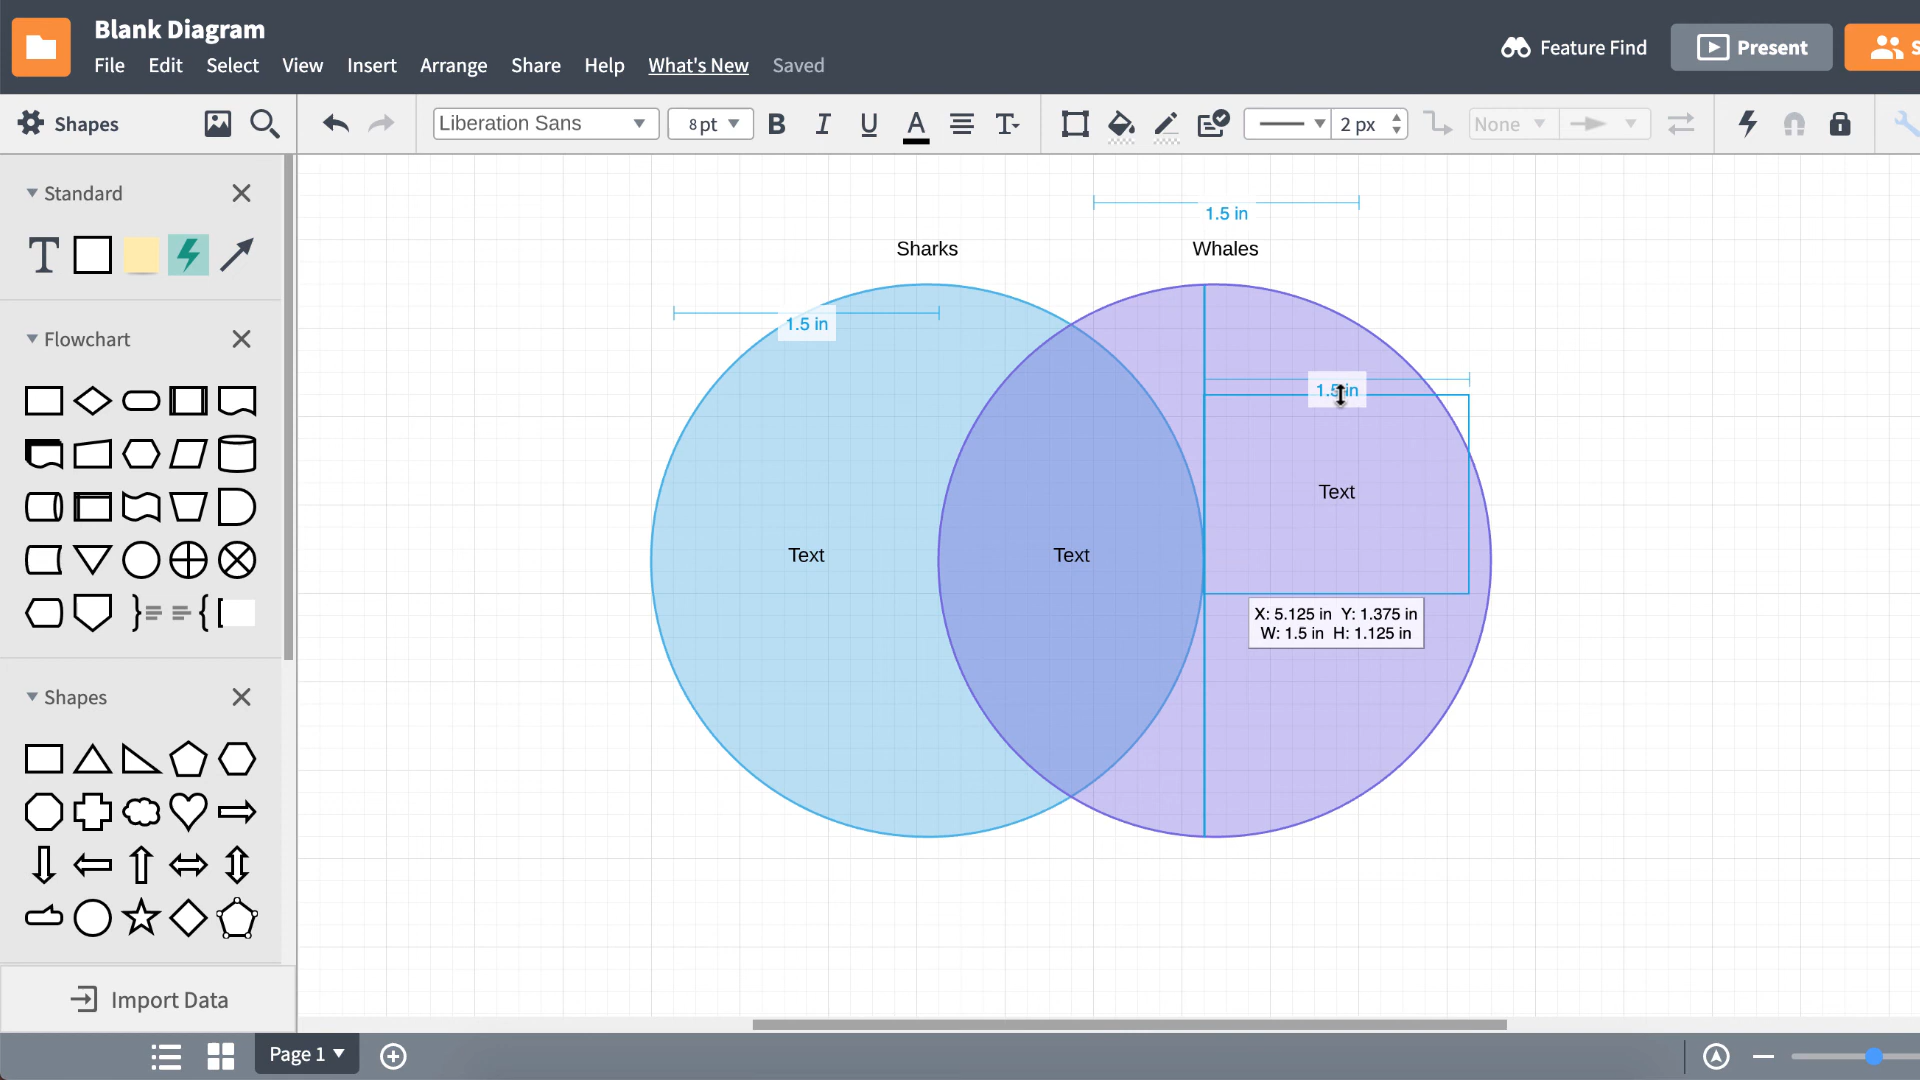 Blank Diagram
File Edit Select View Insert Arrange Share Help What's New Saved
Feature Find
Present
S
Shapes
Liberation Sans
8 pt
B I U A T
2 px
None
Standard
T
Flowchart
Shapes
Import Data
1.5 in
Sharks
Whales
1.5 in
1.5 in
Text
Text
Text
X: 5.125 in Y: 1.375 in
W: 1.5 in H: 1.125 in
Page 1